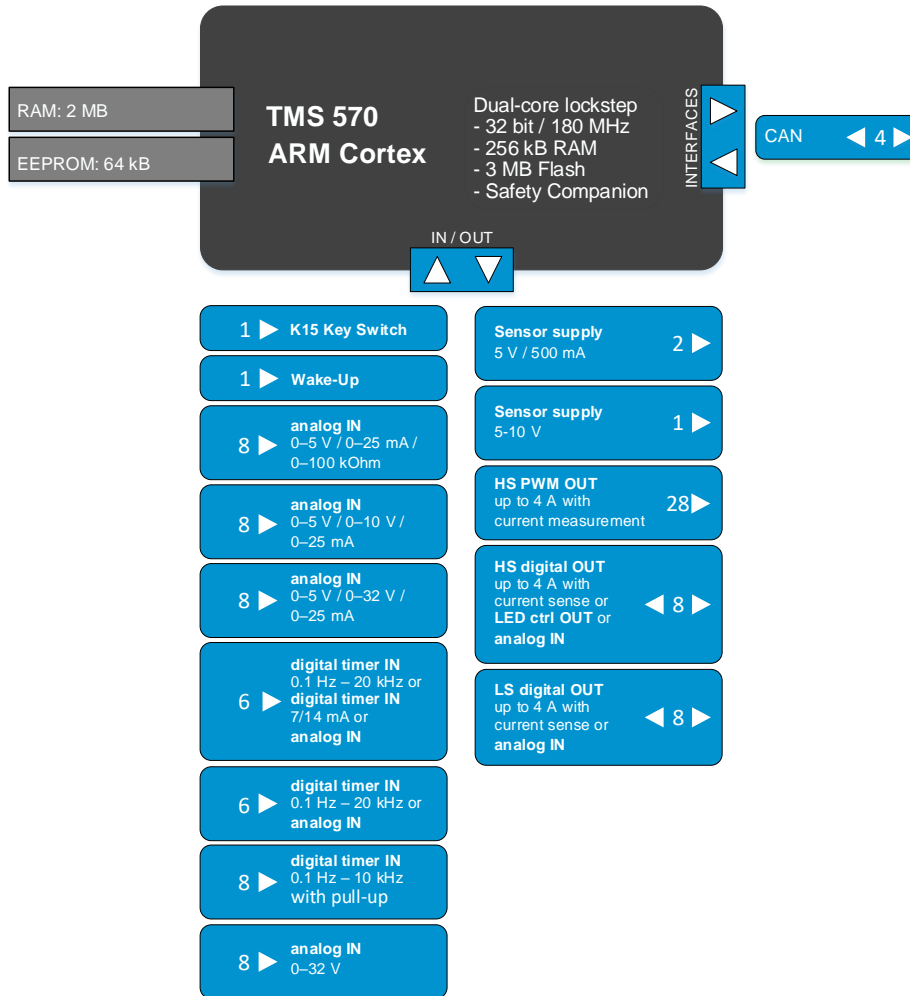 RAM: 2 MB
EEPROM: 64 kB
TMS 570
ARM Cortex
Dual-core lockstep
- 32 bit / 180 MHz
- 256 kB RAM
- 3 MB Flash
- Safety Companion
INTERFACES
CAN
4
IN / OUT
1 K15 Key Switch
1 Wake-Up
8
analog IN
0–5 V / 0–25 mA /
0–100 kOhm
8
analog IN
0–5 V / 0–10 V /
0–25 mA
8
analog IN
0–5 V / 0–32 V /
0–25 mA
6
digital timer IN
0.1 Hz – 20 kHz or
digital timer IN
7/14 mA or
analog IN
6
digital timer IN
0.1 Hz – 20 kHz or
analog IN
8
digital timer IN
0.1 Hz – 10 kHz
with pull-up
8
analog IN
0–32 V
Sensor supply
5 V / 500 mA
2
Sensor supply
5-10 V
1
HS PWM OUT
up to 4 A with
current measurement
28
HS digital OUT
up to 4 A with
current sense or
LED ctrl OUT or
analog IN
8
LS digital OUT
up to 4 A with
current sense or
analog IN
8